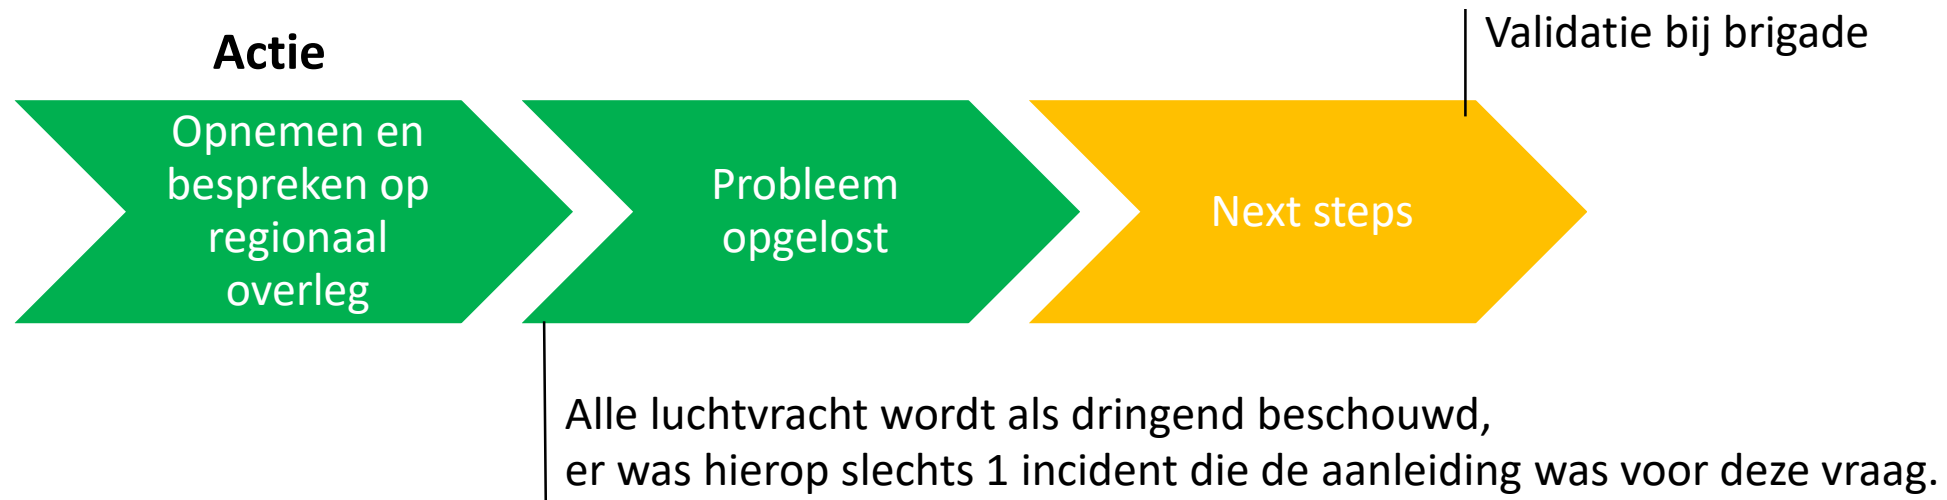 Actie
Validatie bij brigade
Opnemen en
bespreken op
regionaal
overleg
Probleem
opgelost
Next steps
Alle luchtvracht wordt als dringend beschouwd,
er was hierop slechts 1 incident die de aanleiding was voor deze vraag.